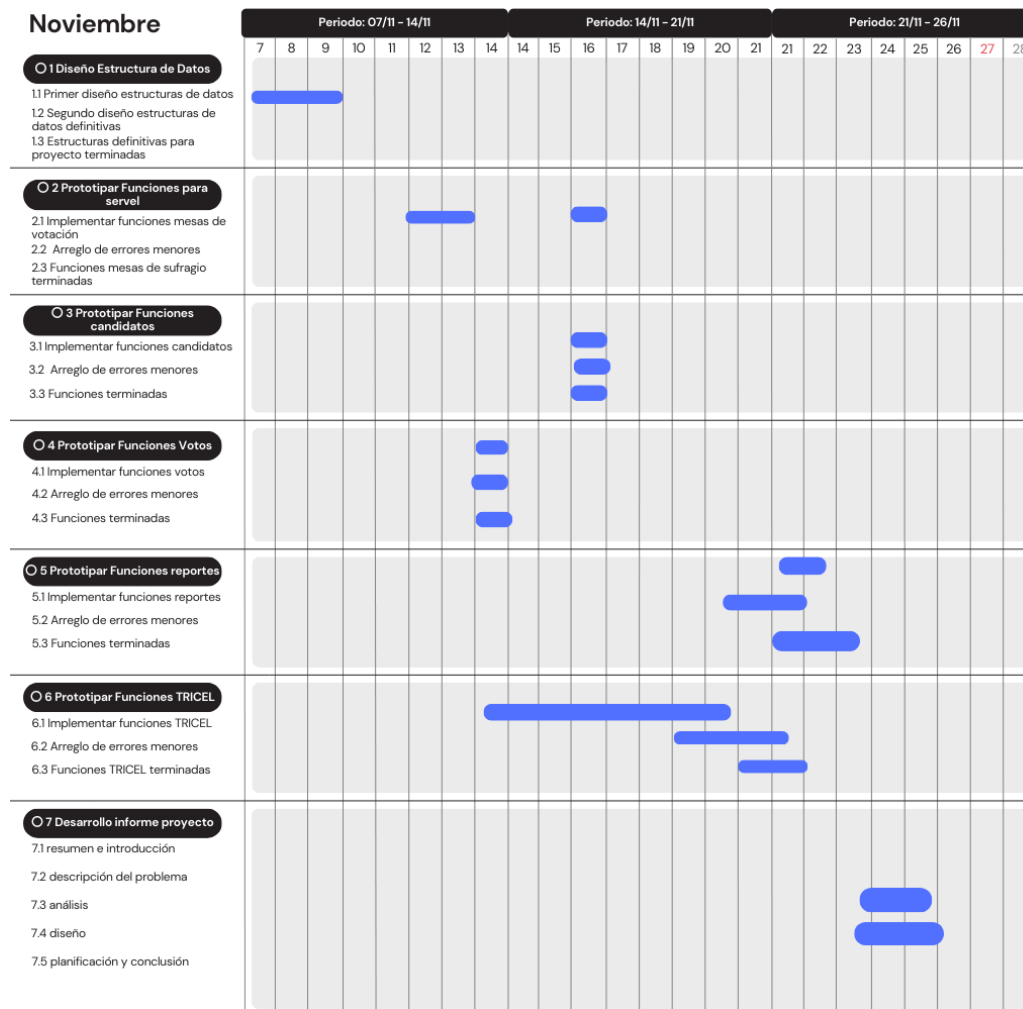 Noviembre
Periodo: 07/11 - 14/11
Periodo: 14/11 - 21/11
Periodo: 21/11 - 26/11
7 8 9 10 11 12 13 14 14 15 16 17 18 19 20 21 21 22 23 24 25 26 27 28
1 Diseño Estructura de Datos
1.1 Primer diseño estructuras de datos
1.2 Segundo diseño estructuras de
datos definitivas
1.3 Estructuras definitivas para
proyecto terminadas
2 Prototipar Funciones para
servel
2.1 Implementar funciones mesas de
votación
2.2 Arreglo de errores menores
2.3 Funciones mesas de sufragio
terminadas
3 Prototipar Funciones
candidatos
3.1 Implementar funciones candidatos
3.2 Arreglo de errores menores
3.3 Funciones terminadas
4 Prototipar Funciones Votos
4.1 Implementar funciones votos
4.2 Arreglo de errores menores
4.3 Funciones terminadas
5 Prototipar Funciones reportes
5.1 Implementar funciones reportes
5.2 Arreglo de errores menores
5.3 Funciones terminadas
6 Prototipar Funciones TRICEL
6.1 Implementar funciones TRICEL
6.2 Arreglo de errores menores
6.3 Funciones TRICEL terminadas
7 Desarrollo informe proyecto
7.1 resumen e introducción
7.2 descripción del problema
7.3 análisis
7.4 diseño
7.5 planificación y conclusión